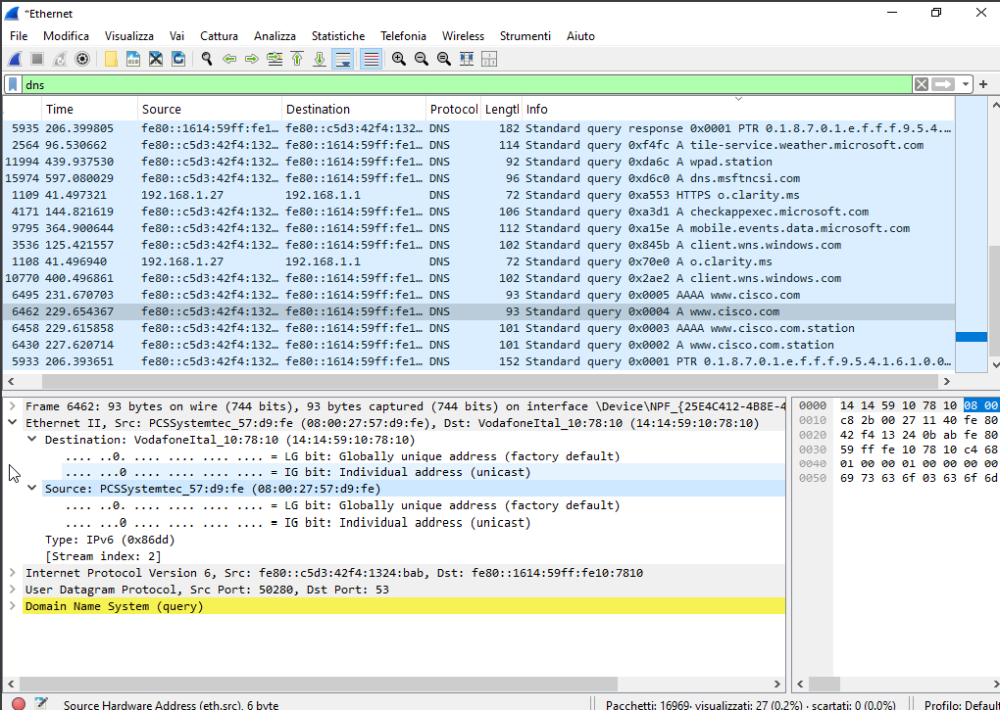 *Ethernet
File Modifica Visualizza Vai Cattura Analizza Statistiche Telefonia Wireless Strumenti Aiuto
dns
Time Source Destination Protocol Lengtl Info
5935 206.399805 fe80::1614:59ff:fe1… fe80::c5d3:42f4:132… DNS 182 Standard query response 0x0001 PTR 0.1.8.7.0.1.e.f.f.f.9.5.4.…
2564 96.530662 fe80::c5d3:42f4:132… fe80::1614:59ff:fe1… DNS 114 Standard query 0xf4fc A tile-service.weather.microsoft.com
11994 439.937530 fe80::c5d3:42f4:132… fe80::1614:59ff:fe1… DNS 92 Standard query 0xda6c A wpad.station
15974 597.080029 fe80::c5d3:42f4:132… fe80::1614:59ff:fe1… DNS 96 Standard query 0xd6c0 A dns.msftncsi.com
1109 41.497321 192.168.1.27 192.168.1.1 DNS 72 Standard query 0xa553 HTTPS o.clarity.ms
4171 144.821619 fe80::c5d3:42f4:132… fe80::1614:59ff:fe1… DNS 106 Standard query 0xa3d1 A checkappexec.microsoft.com
9795 364.900644 fe80::c5d3:42f4:132… fe80::1614:59ff:fe1… DNS 112 Standard query 0xa15e A mobile.events.data.microsoft.com
3536 125.421557 fe80::c5d3:42f4:132… fe80::1614:59ff:fe1… DNS 102 Standard query 0x845b A client.wns.windows.com
1108 41.496940 192.168.1.27 192.168.1.1 DNS 72 Standard query 0x70e0 A o.clarity.ms
10770 400.496861 fe80::c5d3:42f4:132… fe80::1614:59ff:fe1… DNS 102 Standard query 0x2ae2 A client.wns.windows.com
6495 231.670703 fe80::c5d3:42f4:132… fe80::1614:59ff:fe1… DNS 93 Standard query 0x0005 AAAA www.cisco.com
6462 229.654367 fe80::c5d3:42f4:132… fe80::1614:59ff:fe1… DNS 93 Standard query 0x0004 A www.cisco.com
6458 229.615858 fe80::c5d3:42f4:132… fe80::1614:59ff:fe1… DNS 101 Standard query 0x0003 AAAA www.cisco.com.station
6430 227.620714 fe80::c5d3:42f4:132… fe80::1614:59ff:fe1… DNS 101 Standard query 0x0002 A www.cisco.com.station
5933 206.393651 fe80::c5d3:42f4:132… fe80::1614:59ff:fe1… DNS 152 Standard query 0x0001 PTR 0.1.8.7.0.1.e.f.f.f.9.5.4.1.6.1.0.0…
Frame 6462: 93 bytes on wire (744 bits), 93 bytes captured (744 bits) on interface \Device\NPF_{25E4C412-4B8E-4
Ethernet II, Src: PCSSystemtec_57:d9:fe (08:00:27:57:d9:fe), Dst: VodafoneItal_10:78:10 (14:14:59:10:78:10)
Destination: VodafoneItal_10:78:10 (14:14:59:10:78:10)
.... ..0. .... .... .... .... = LG bit: Globally unique address (factory default)
.... ...0 .... .... .... .... = IG bit: Individual address (unicast)
Source: PCSSystemtec_57:d9:fe (08:00:27:57:d9:fe)
.... ..0. .... .... .... .... = LG bit: Globally unique address (factory default)
.... ...0 .... .... .... .... = IG bit: Individual address (unicast)
Type: IPv6 (0x86dd)
[Stream index: 2]
Internet Protocol Version 6, Src: fe80::c5d3:42f4:1324:bab, Dst: fe80::1614:59ff:fe10:7810
User Datagram Protocol, Src Port: 50280, Dst Port: 53
Domain Name System (query)
0000 14 14 59 10 78 10 08 00
0010 c8 2b 00 27 11 40 fe 80
0020 42 f4 13 24 0b ab fe 80
0030 59 ff fe 10 78 10 c4 68
0040 01 00 00 01 00 00 00 00
0050 69 73 63 6f 03 63 6f 6d
Source Hardware Address (eth.src), 6 byte
Pacchetti: 16969· visualizzati: 27 (0.2%) · scartati: 0 (0.0%)
Profilo: Defaul